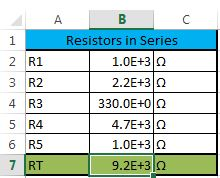 A B C
1 Resistors in Series
2 R1 1.0E+3 Ω
3 R2 2.2E+3 Ω
4 R3 330.0E+0 Ω
5 R4 4.7E+3 Ω
6 R5 1.0E+3 Ω
7 RT 9.2E+3 Ω